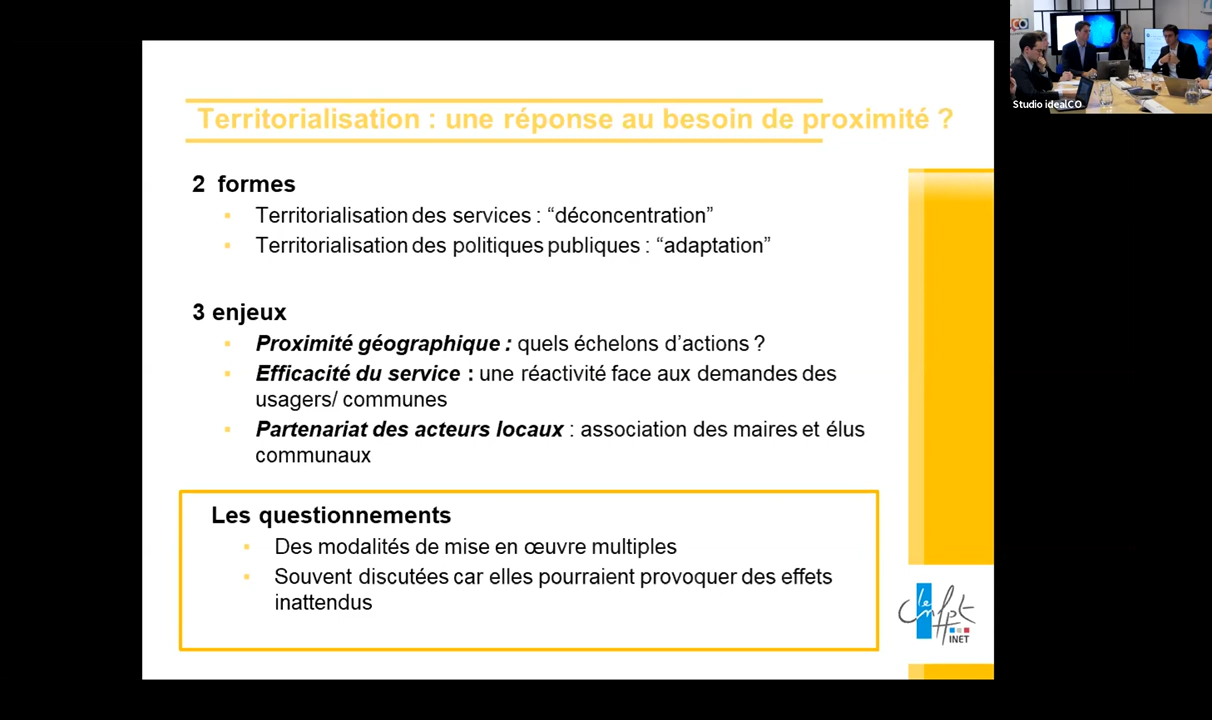 Territorialisation : une réponse au besoin de proximité ?
2 formes
Territorialisation des services : “déconcentration”
Territorialisation des politiques publiques : “adaptation”
3 enjeux
Proximité géographique : quels échelons d’actions ?
Efficacité du service : une réactivité face aux demandes des
usagers/ communes
Partenariat des acteurs locaux : association des maires et élus
communaux
Les questionnements
Des modalités de mise en œuvre multiples
Souvent discutées car elles pourraient provoquer des effets
inattendus
le cnfpt
INET
Studio idealCO